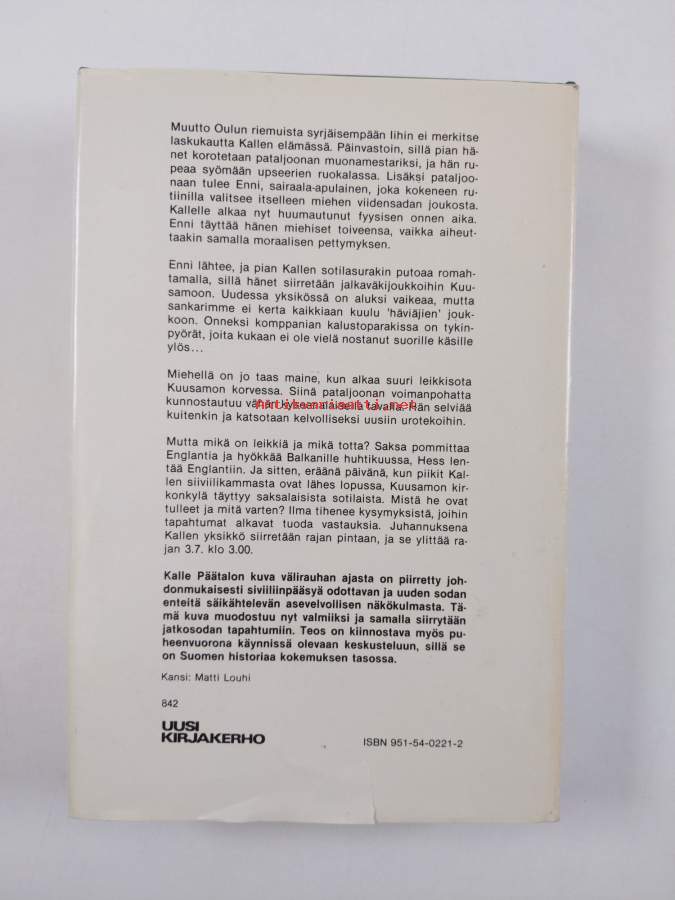 Muutto Oulun riemuista syrjäisempään Iihin ei merkitse
laskukautta Kallen elämässä. Päinvastoin, sillä pian hä-
net korotetaan pataljoonan muonamestariksi, ja hän ru-
peaa syömään upseerien ruokalassa. Lisäksi pataljoo-
naan tulee Enni, sairaala-apulainen, joka kokeneen ru-
tiinilla valitsee itselleen miehen viidensadan joukosta.
Kallelle alkaa nyt huumautunut fyysisen onnen aika.
Enni täyttää hänen miehiset toiveensa, vaikka aiheut-
taakin samalla moraalisen pettymyksen.
Enni lähtee, ja pian Kallen sotilasurakin putoaa romah-
tamalla, sillä hänet siirretään jalkaväkijoukkoihin Kuu-
samoon. Uudessa yksikössä on aluksi vaikeaa, mutta
sankarimme ei kerta kaikkiaan kuulu 'häviäjien' jouk-
koon. Onneksi komppanian kalustoparakissa on tykin-
pyörät, joita kukaan ei ole vielä nostanut suorille käsille
ylös...
Miehellä on jo taas maine, kun alkaa suuri leikkisota
Kuusamon korvessa. Siinä pataljoonan voimanpohatta
kunnostautuu vähän kyseenalaisella tavalla. Hän selviää
kuitenkin ja katsotaan kelvolliseksi uusiin urotekoihin.
Antikvariaatti.net
Mutta mikä on leikkiä ja mikä totta? Saksa pommittaa
Englantia ja hyökkää Balkanille huhtikuussa, Hess len-
tää Englantiin. Ja sitten, eräänä päivänä, kun piikit Kal-
len siviilikammasta ovat lähes lopussa, Kuusamon kir-
konkylä täyttyy saksalaisista sotilaista. Mistä he ovat
tulleet ja mitä varten? Ilma tihenee kysymyksistä, joihin
tapahtumat alkavat tuoda vastauksia. Juhannuksena
Kallen yksikkö siirretään rajan pintaan, ja se ylittää ra-
jan 3.7. klo 3.00.
Kalle Päätalon kuva välirauhan ajasta on piirretty joh-
donmukaisesti siviiliinpääsyä odottavan ja uuden sodan
enteitä säikähtelevän asevelvollisen näkökulmasta. Tä-
mä kuva muodostuu nyt valmiiksi ja samalla siirrytään
jatkosodan tapahtumiin. Teos on kiinnostava myös pu-
heenvuorona käynnissä olevaan keskusteluun, sillä se
on Suomen historiaa kokemuksen tasossa.
Kansi: Matti Louhi
842
UUSI
KIRJAKERHO
ISBN 951-54-0221-2